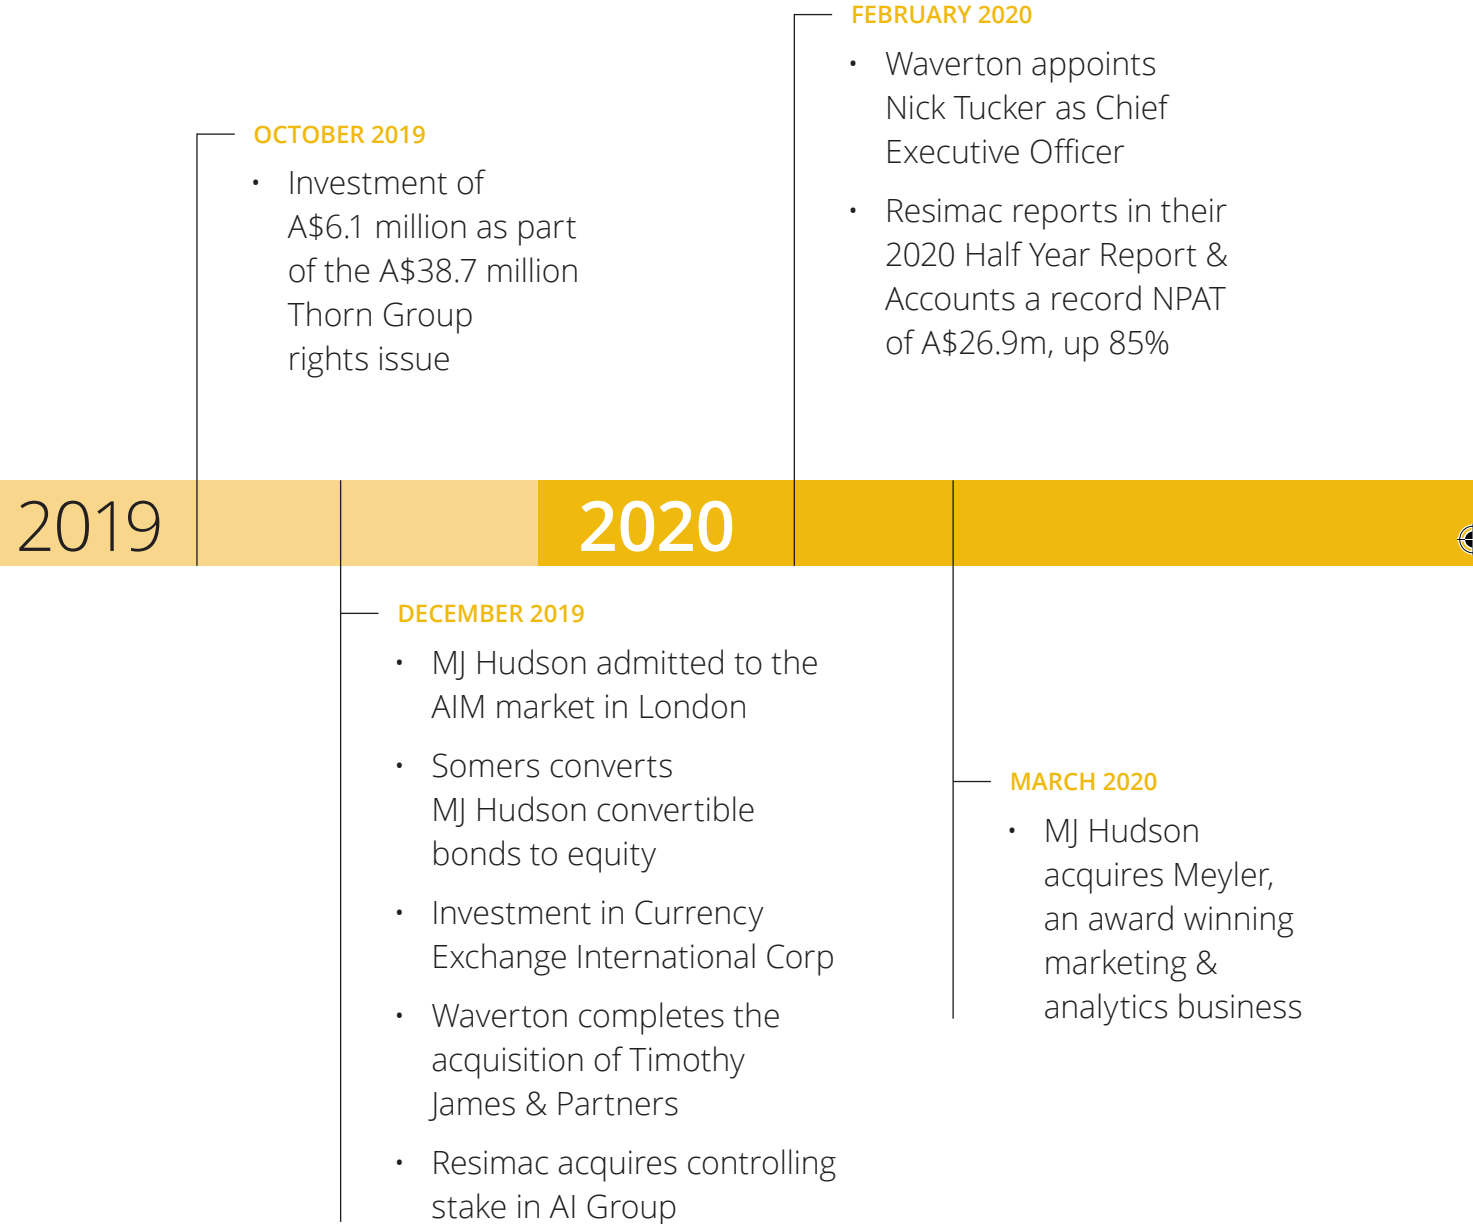 FEBRUARY 2020
• Waverton appoints
Nick Tucker as Chief
Executive Officer
• Resimac reports in their
2020 Half Year Report &
Accounts a record NPAT
of A$26.9m, up 85%
OCTOBER 2019
• Investment of
A$6.1 million as part
of the A$38.7 million
Thorn Group
rights issue
2019
2020
DECEMBER 2019
• MJ Hudson admitted to the
AIM market in London
• Somers converts
MJ Hudson convertible
bonds to equity
• Investment in Currency
Exchange International Corp
• Waverton completes the
acquisition of Timothy
James & Partners
• Resimac acquires controlling
stake in AI Group
MARCH 2020
• MJ Hudson
acquires Meyler,
an award winning
marketing &
analytics business